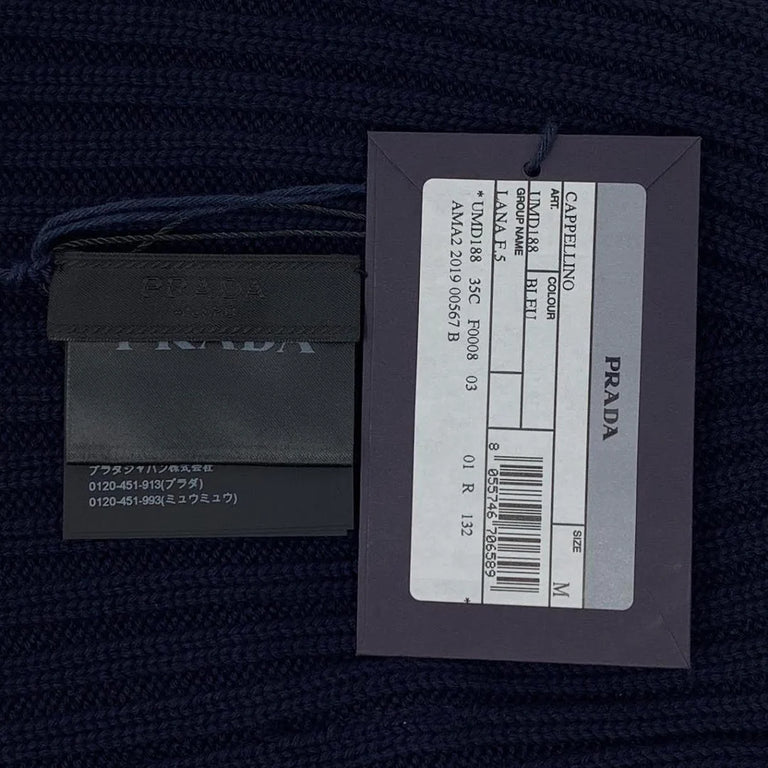 PRADA
PRADA
プラダジャパン株式会社
0120-451-913(プラダ)
0120-451-993(ミュウミュウ)
PRADA
CAPPELLINO
SIZE
M
ART.
UMD188
COLOUR
BLEU
GROUP NAME
LANA F.5
* UMD188 35C F0008 03 01 R 132 *
AMIA2 2019 00567 B
8 055746 706589